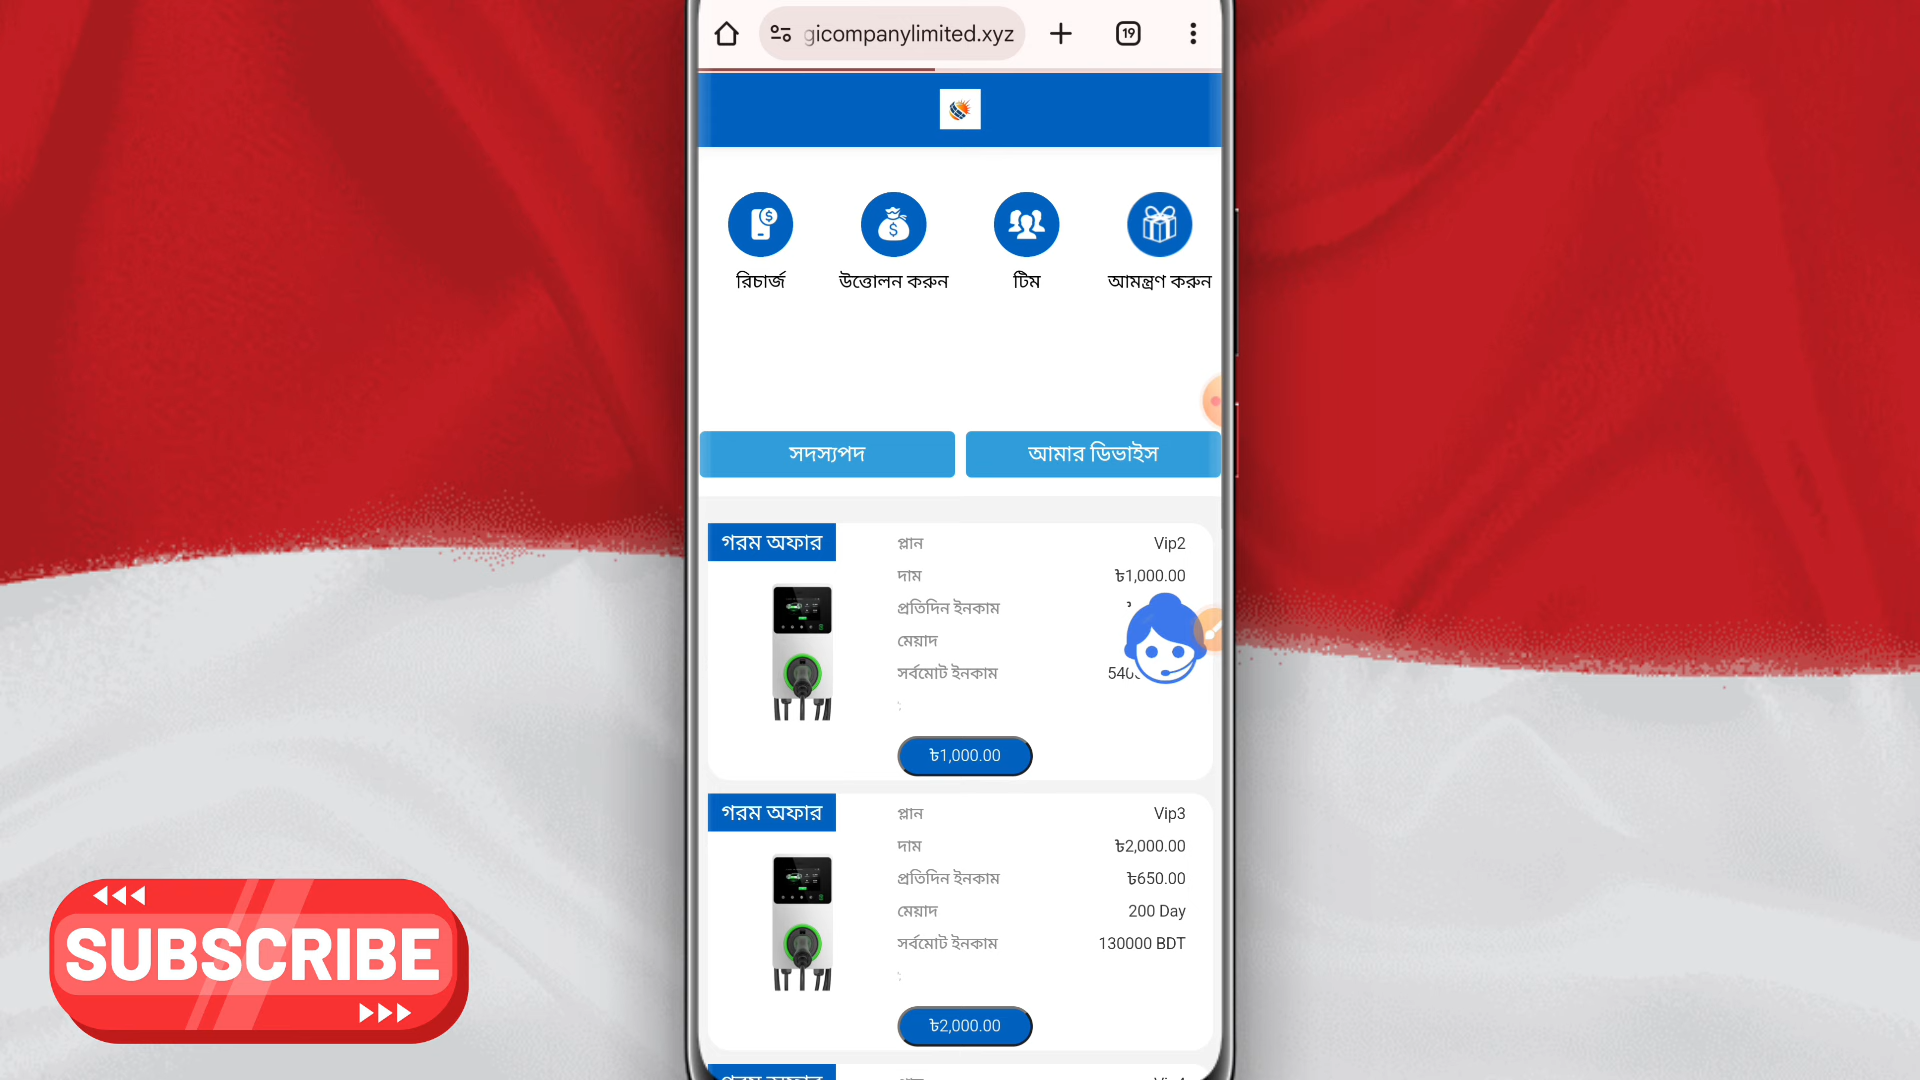 gicompanylimited.xyz
19
রিচার্জ
উত্তোলন করুন
টিম
আমন্ত্রণ করুন
সদস্যপদ
আমার ডিভাইস
গরম অফার
প্লান
Vip2
দাম
৳1,000.00
প্রতিদিন ইনকাম
মেয়াদ
সর্বমোট ইনকাম
:
৳1,000.00
গরম অফার
প্লান
Vip3
দাম
৳2,000.00
প্রতিদিন ইনকাম
৳650.00
মেয়াদ
200 Day
সর্বমোট ইনকাম
130000 BDT
:
৳2,000.00
SUBSCRIBE